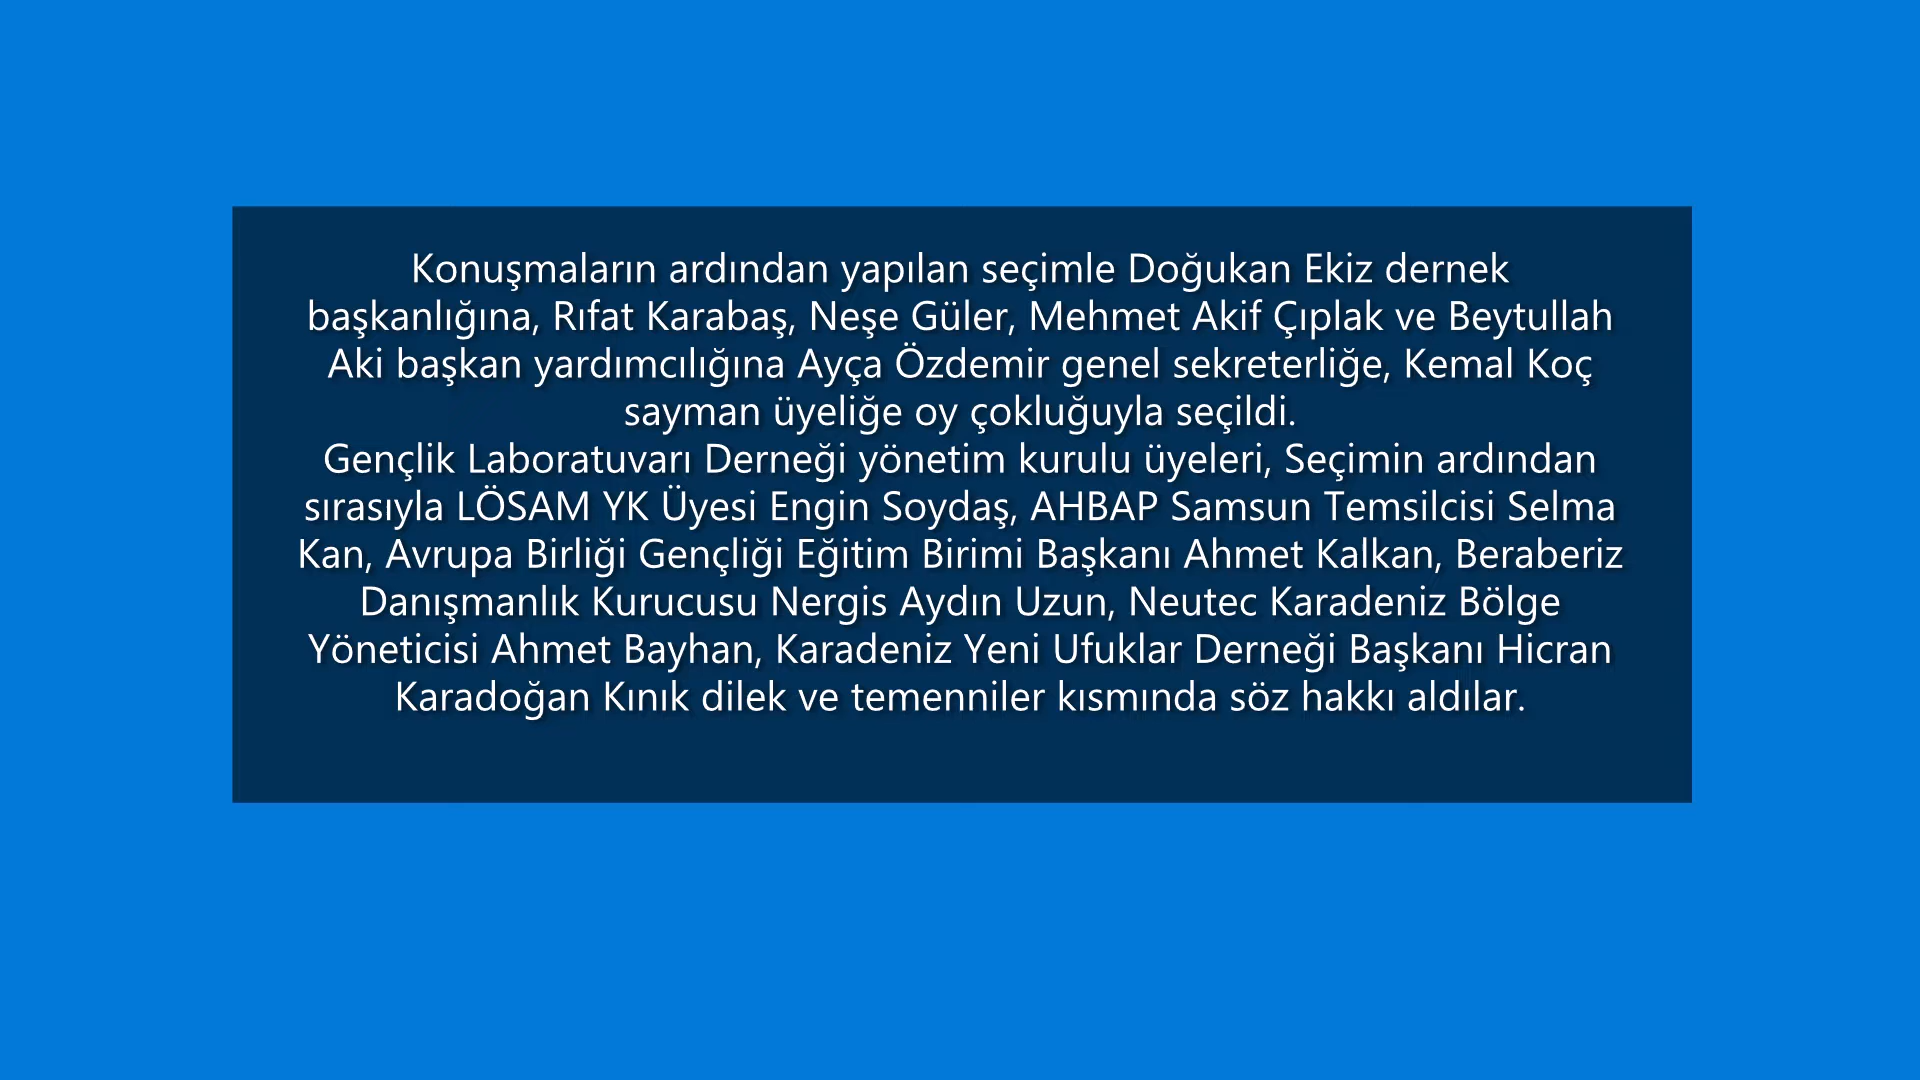 Konuşmaların ardından yapılan seçimle Doğukan Ekiz dernek
başkanlığına, Rıfat Karabaş, Neşe Güler, Mehmet Akif Çıplak ve Beytullah
Aki başkan yardımcılığına Ayça Özdemir genel sekreterliğe, Kemal Koç
sayman üyeliğe oy çokluğuyla seçildi.
Gençlik Laboratuvarı Derneği yönetim kurulu üyeleri, Seçimin ardından
sırasıyla LÖSAM YK Üyesi Engin Soydaş, AHBAP Samsun Temsilcisi Selma
Kan, Avrupa Birliği Gençliği Eğitim Birimi Başkanı Ahmet Kalkan, Beraberiz
Danışmanlık Kurucusu Nergis Aydın Uzun, Neutec Karadeniz Bölge
Yöneticisi Ahmet Bayhan, Karadeniz Yeni Ufuklar Derneği Başkanı Hicran
Karadoğan Kınık dilek ve temenniler kısmında söz hakkı aldılar.